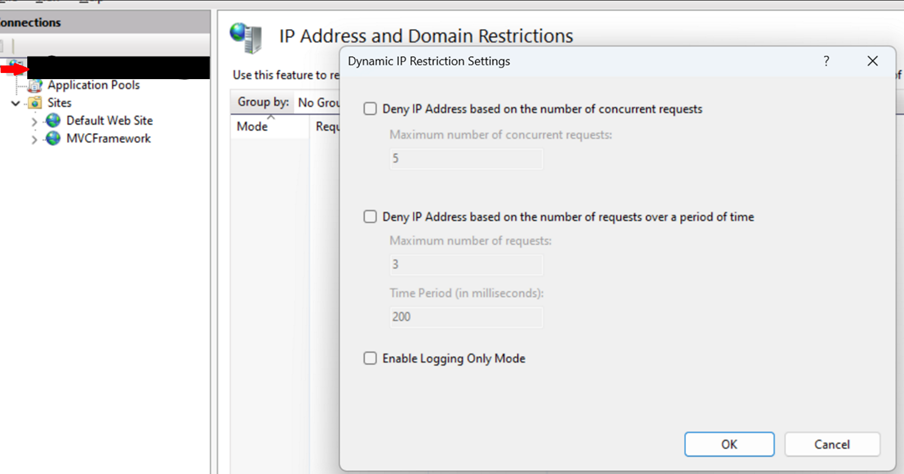 onnections
IP Address and Domain Restrictions
Dynamic IP Restriction Settings
?
Use this feature to re
of
Application Pools
Sites
Default Web Site
MVCFramework
Group by: No Grou
Mode
Requ
Deny IP Address based on the number of concurrent requests
Maximum number of concurrent requests:
5
Deny IP Address based on the number of requests over a period of time
Maximum number of requests:
3
Time Period (in milliseconds):
200
Enable Logging Only Mode
OK
Cancel